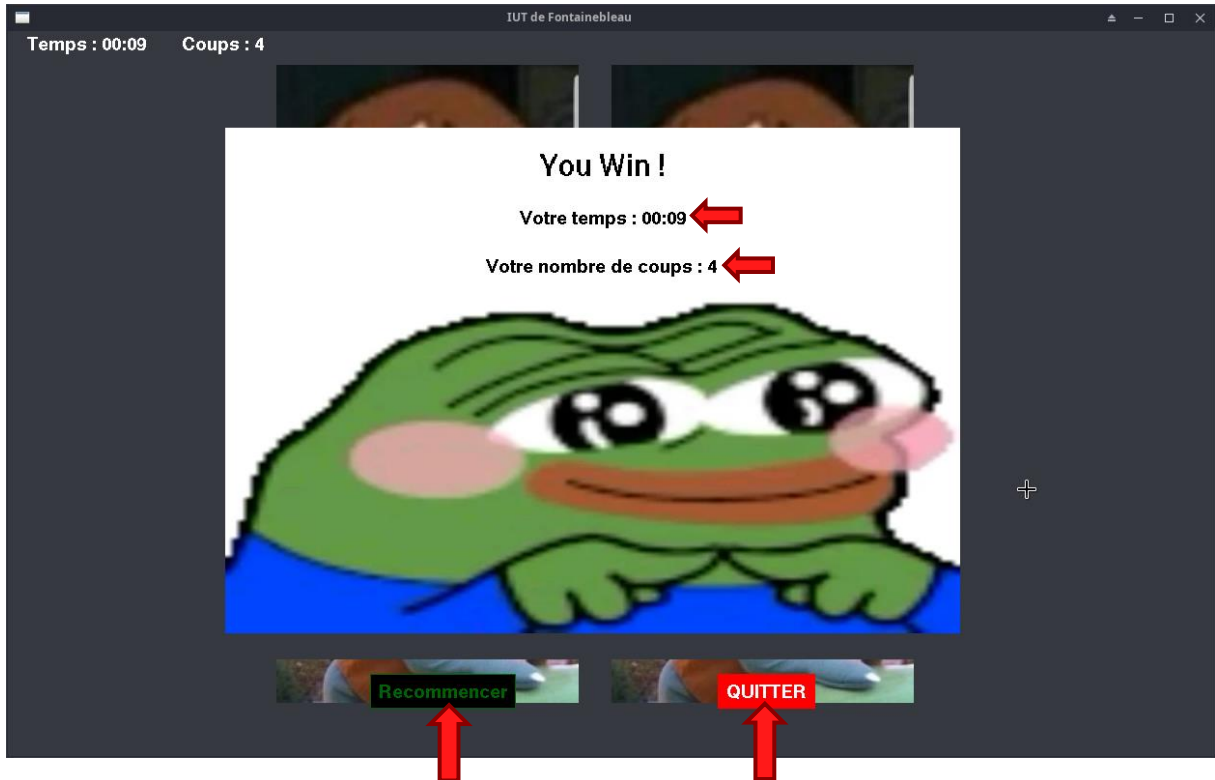 IUT de Fontainebleau
Temps : 00:09 Coups : 4
You Win !
Votre temps : 00:09
Votre nombre de coups : 4
Recommencer QUITTER